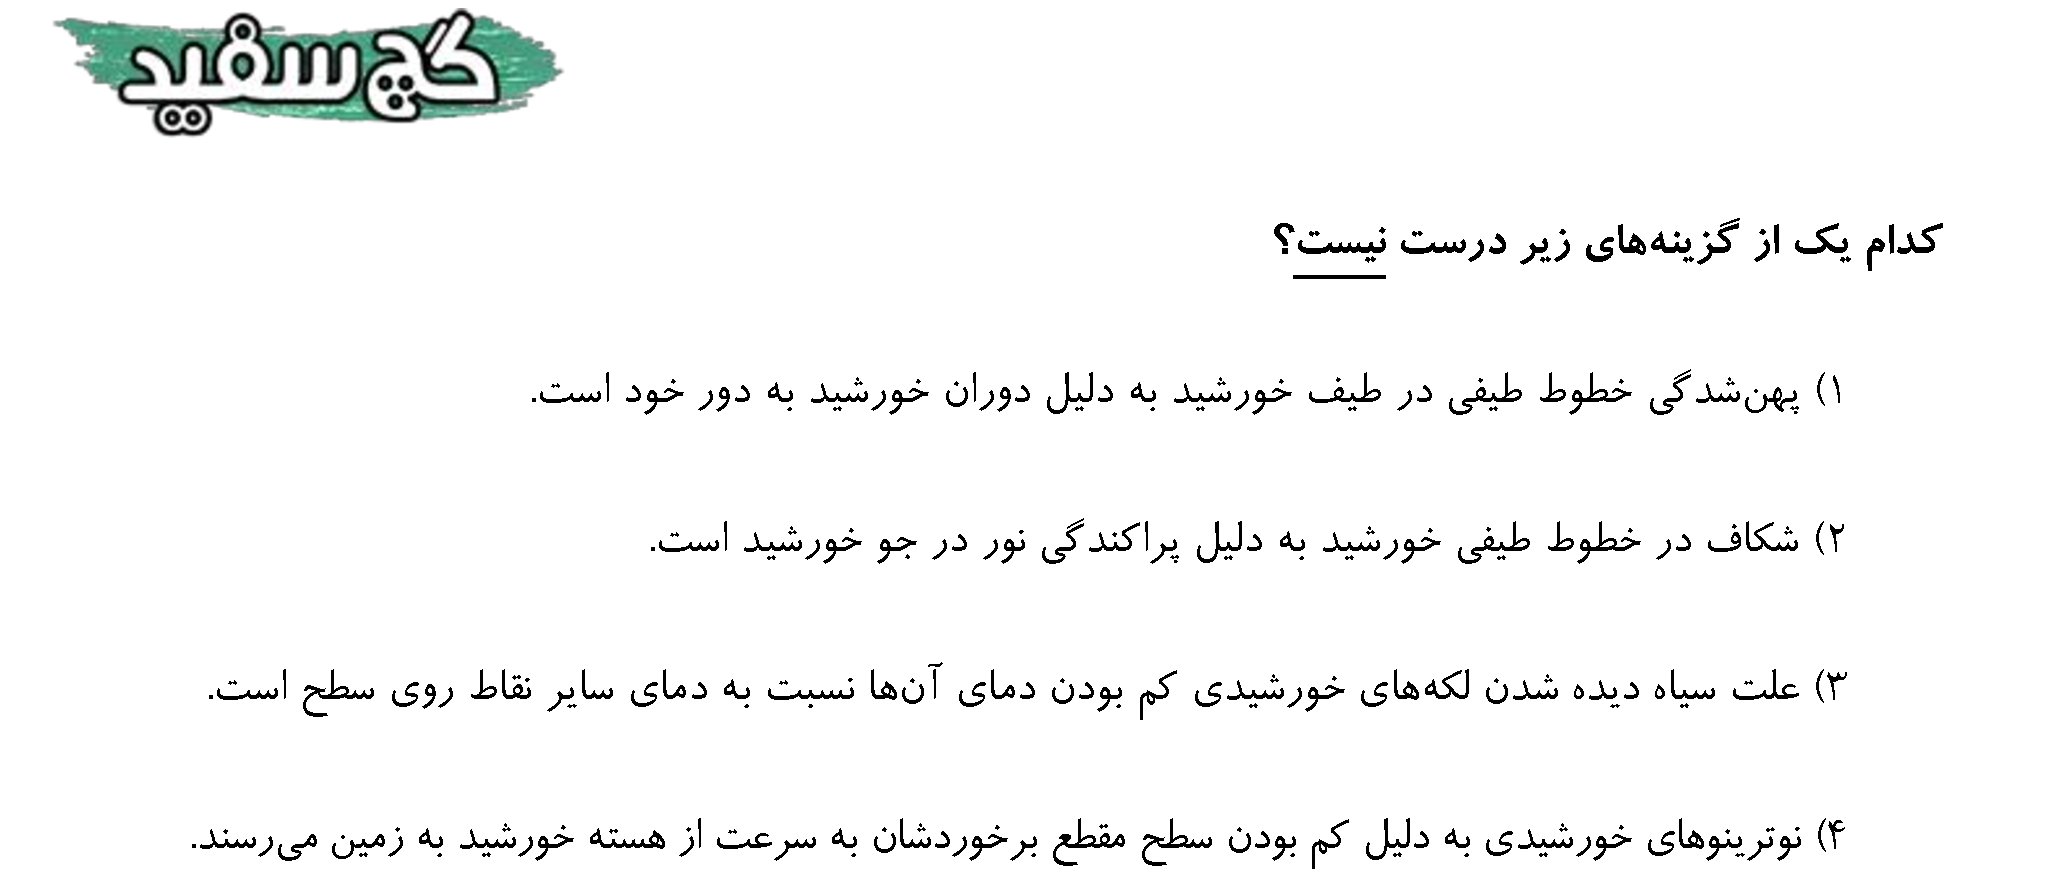 گچ سفید
کدام یک از گزینه‌های زیر درست نیست؟
۱) پهن‌شدگی خطوط طیفی در طیف خورشید به دلیل دوران خورشید به دور خود است.
۲) شکاف در خطوط طیفی خورشید به دلیل پراکندگی نور در جو خورشید است.
۳) علت سیاه دیده شدن لکه‌های خورشیدی کم بودن دمای آن‌ها نسبت به دمای سایر نقاط روی سطح است.
۴) نوترینوهای خورشیدی به دلیل کم بودن سطح مقطع برخوردشان به سرعت از هسته خورشید به زمین می‌رسند.